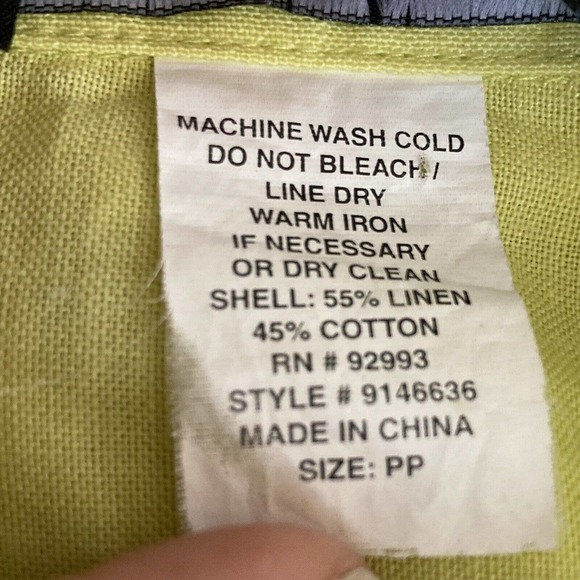 MACHINE WASH COLD
DO NOT BLEACH /
LINE DRY
WARM IRON
IF NECESSARY
OR DRY CLEAN
SHELL: 55% LINEN
45% COTTON
RN # 92993
STYLE # 9146636
MADE IN CHINA
SIZE: PP